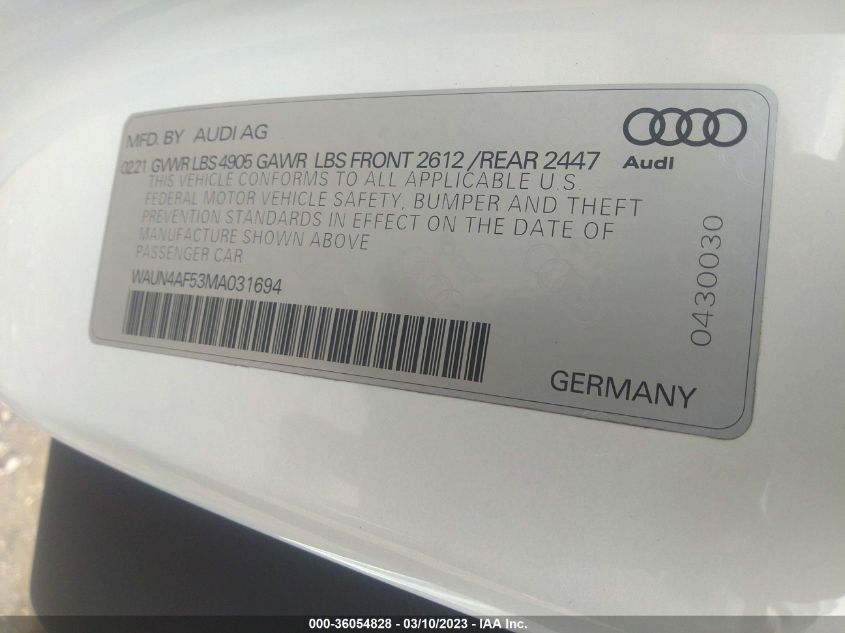 MFD. BY AUDI AG
0221 GVWR LBS 4905 GAWR LBS FRONT 2612 /REAR 2447
THIS VEHICLE CONFORMS TO ALL APPLICABLE U.S.
FEDERAL MOTOR VEHICLE SAFETY, BUMPER AND THEFT
PREVENTION STANDARDS IN EFFECT ON THE DATE OF
MANUFACTURE SHOWN ABOVE
PASSENGER CAR
WAUN4AF53MA031694
Audi
0430030
GERMANY
000-36054828 - 03/10/2023 - IAA Inc.